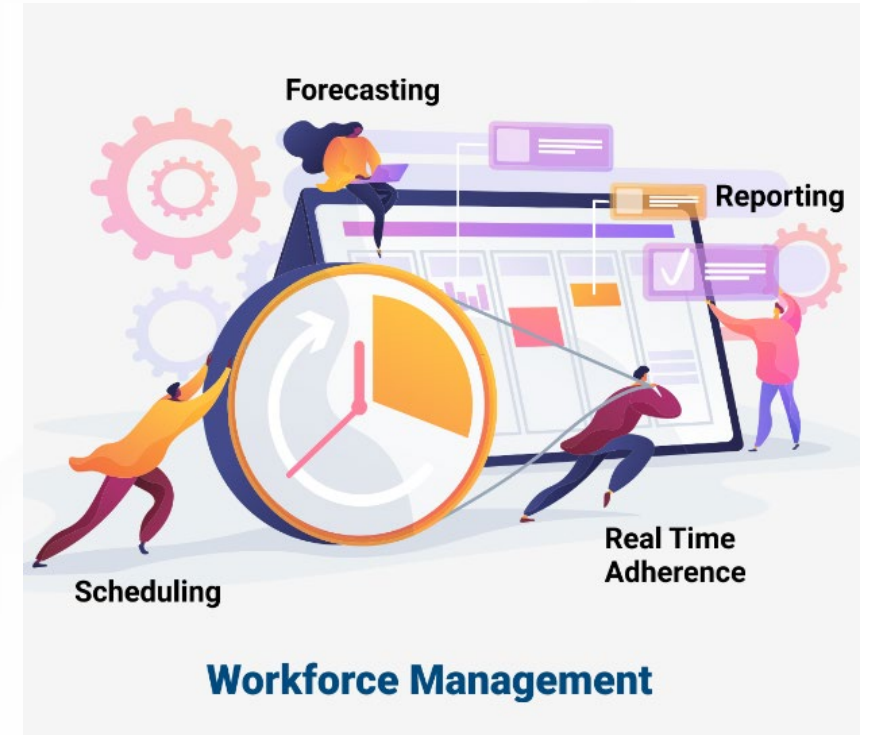 Forecasting
Reporting
Real Time
Adherence
Scheduling
Workforce Management